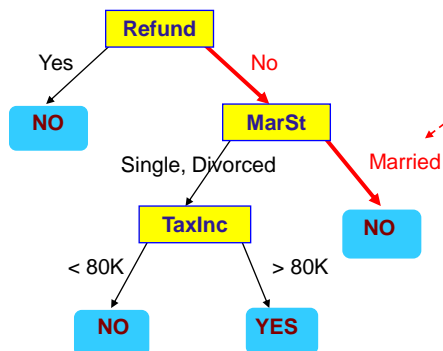 Refund
Yes
No
NO
MarSt
Single, Divorced
Married
TaxInc
NO
< 80K
> 80K
NO
YES